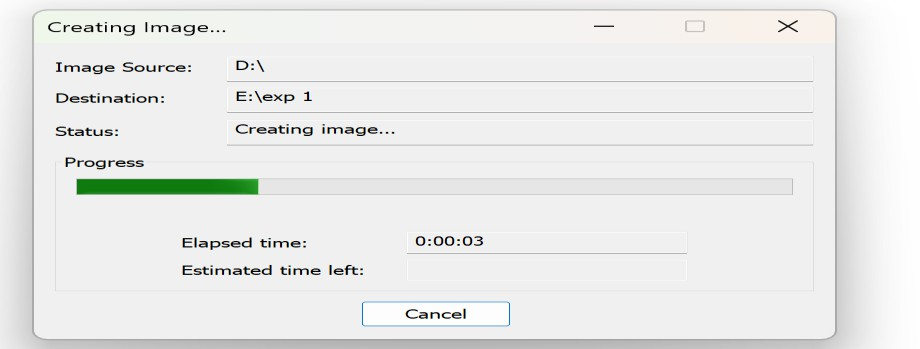 Creating Image...
Image Source: D:\
Destination: E:\exp 1
Status: Creating image...
Progress
Elapsed time: 0:00:03
Estimated time left:
Cancel